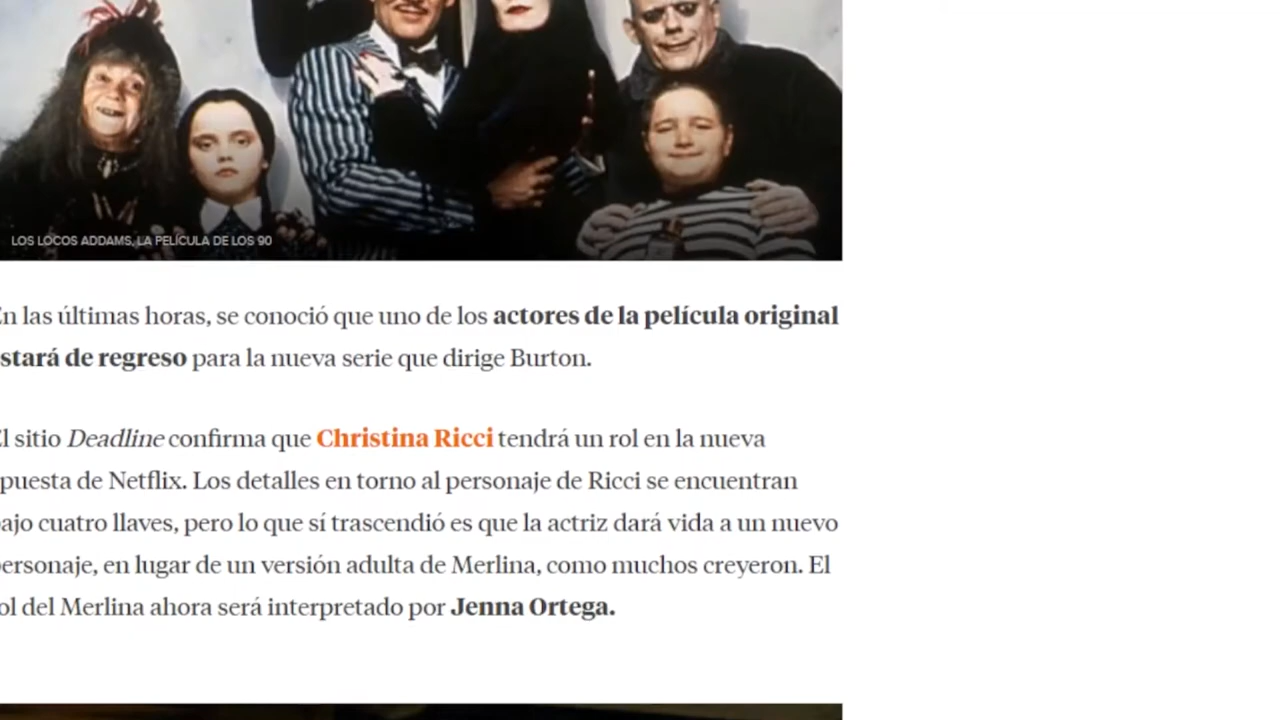 LOS LOCOS ADDAMS, LA PELÍCULA DE LOS 90
En las últimas horas, se conoció que uno de los actores de la película original
stará de regreso para la nueva serie que dirige Burton.
El sitio Deadline confirma que Christina Ricci tendrá un rol en la nueva
puesta de Netflix. Los detalles en torno al personaje de Ricci se encuentran
ajo cuatro llaves, pero lo que sí trascendió es que la actriz dará vida a un nuevo
ersonaje, en lugar de un versión adulta de Merlina, como muchos creyeron. El
ol del Merlina ahora será interpretado por Jenna Ortega.